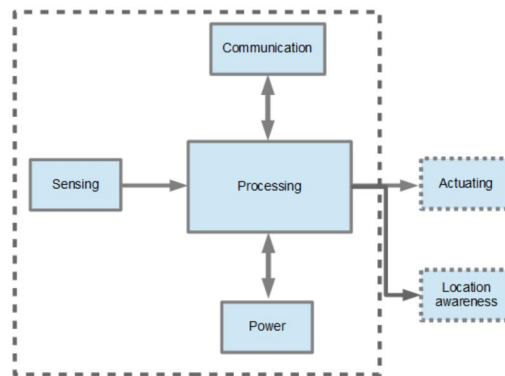 Communication
Sensing
Processing
Actuating
Location
awareness
Power